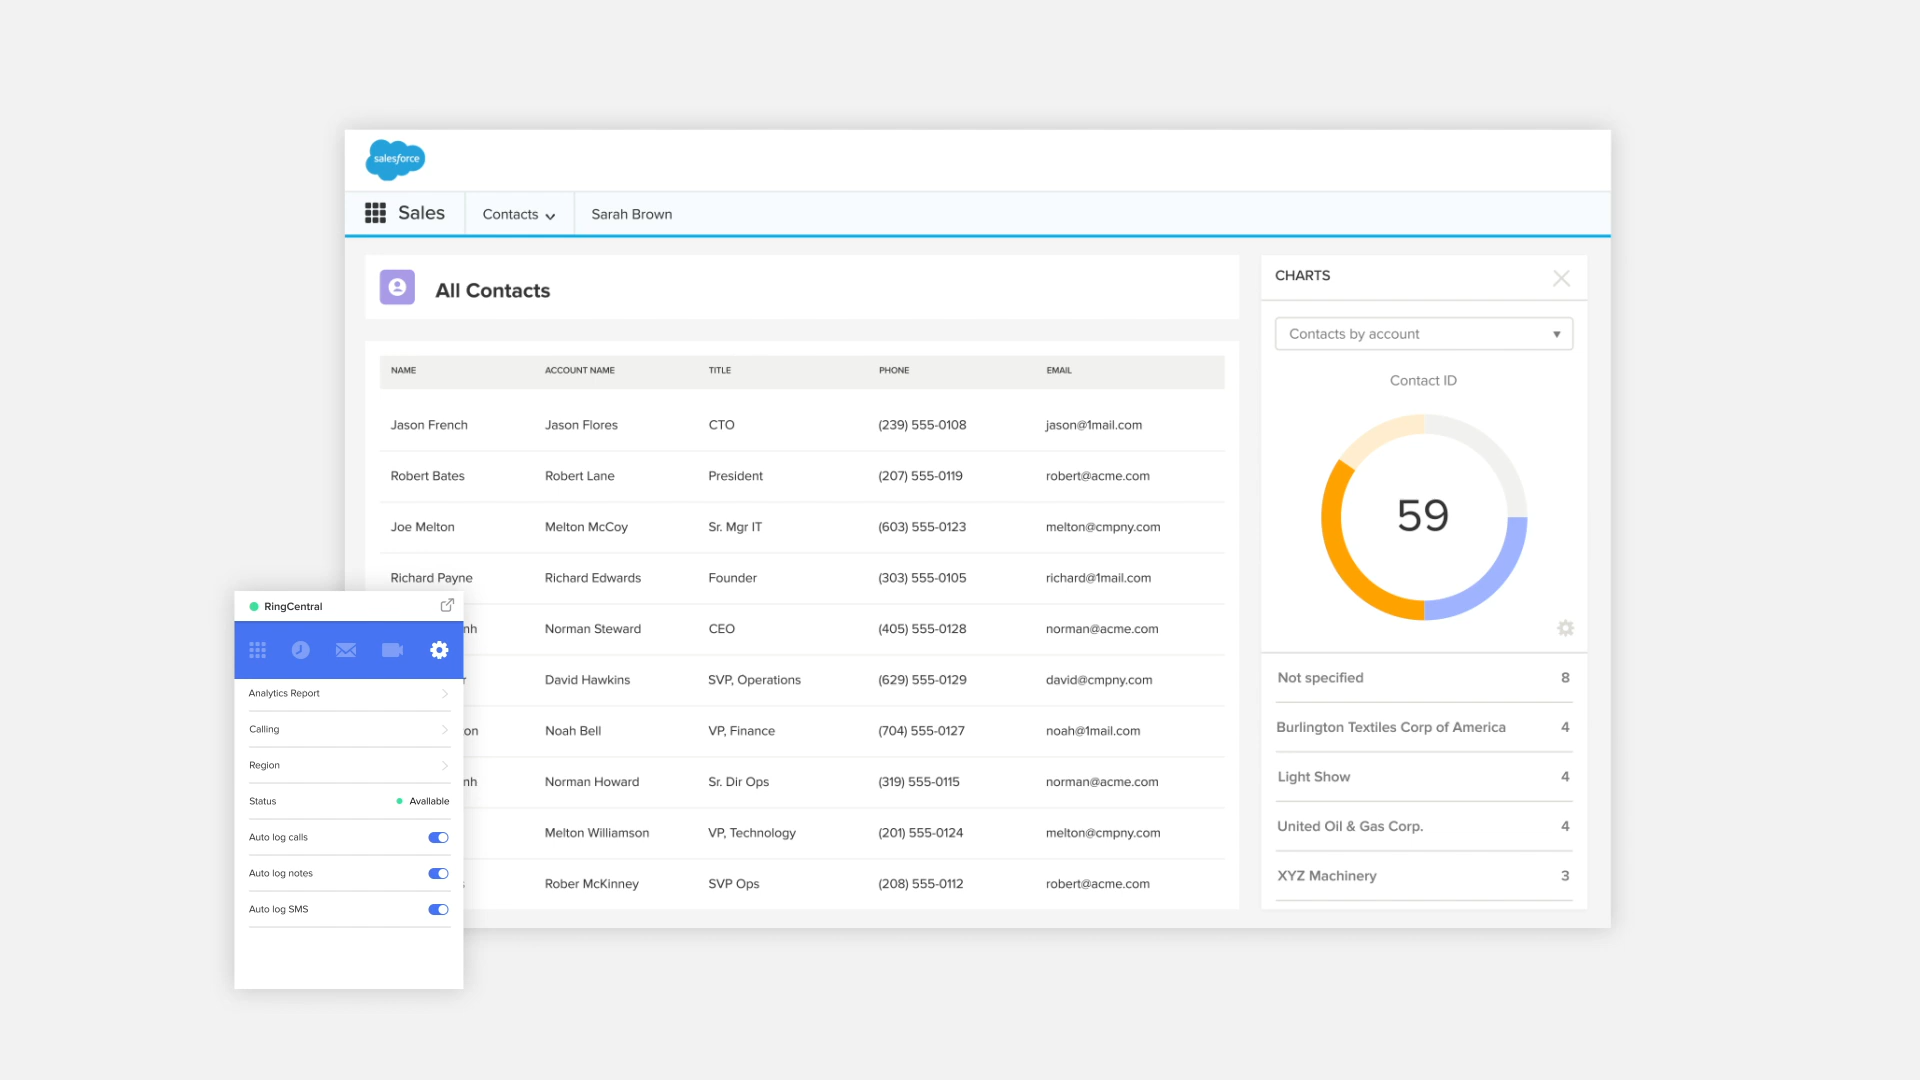 salesforce
Sales Contacts Sarah Brown
All Contacts
NAME ACCOUNT NAME TITLE PHONE EMAIL
Jason French Jason Flores CTO (239) 555-0108 jason@1mail.com
Robert Bates Robert Lane President (207) 555-0119 robert@acme.com
Joe Melton Melton McCoy Sr. Mgr IT (603) 555-0123 melton@cmpny.com
Richard Payne Richard Edwards Founder (303) 555-0105 richard@1mail.com
nh Norman Steward CEO (405) 555-0128 norman@acme.com
David Hawkins SVP, Operations (629) 555-0129 david@cmpny.com
on Noah Bell VP, Finance (704) 555-0127 noah@1mail.com
nh Norman Howard Sr. Dir Ops (319) 555-0115 norman@acme.com
Melton Williamson VP, Technology (201) 555-0124 melton@cmpny.com
Rober McKinney SVP Ops (208) 555-0112 robert@acme.com
CHARTS
Contacts by account
Contact ID
59
Not specified 8
Burlington Textiles Corp of America 4
Light Show 4
United Oil & Gas Corp. 4
XYZ Machinery 3
RingCentral
Analytics Report
Calling
Region
Status Available
Auto log calls
Auto log notes
Auto log SMS